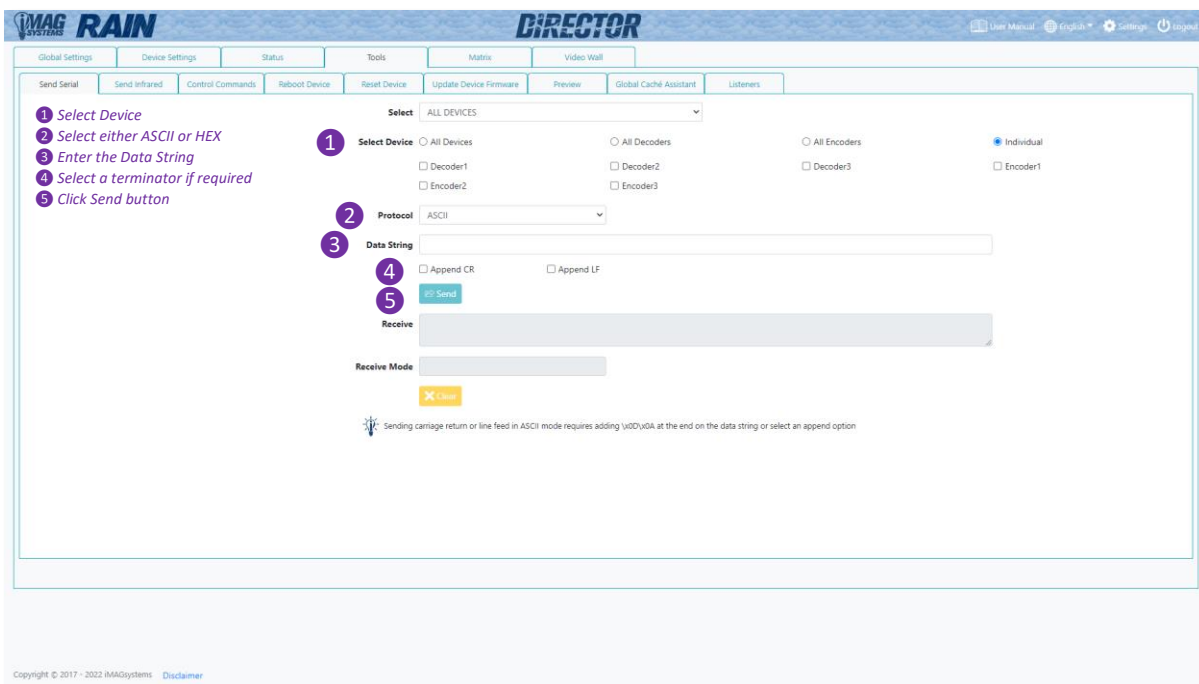 iMAG SYSTEMS RAIN DiRECTOR User Manual English Settings Logout
Global Settings Device Settings Status Tools Matrix Video Wall
Send Serial Send Infrared Control Commands Reboot Device Reset Device Update Device Firmware Preview Global Caché Assistant Listeners
1 Select Device
2 Select either ASCII or HEX
3 Enter the Data String
4 Select a terminator if required
5 Click Send button
Select ALL DEVICES
1 Select Device All Devices All Decoders All Encoders Individual
Decoder1 Decoder2 Decoder3 Encoder1
Encoder2 Encoder3
2 Protocol ASCII
3 Data String
4 Append CR Append LF
5 Send
Receive
Receive Mode
Clear
Sending carriage return or line feed in ASCII mode requires adding \x0D\x0A at the end on the data string or select an append option
Copyright © 2017 - 2022 iMAGsystems Disclaimer